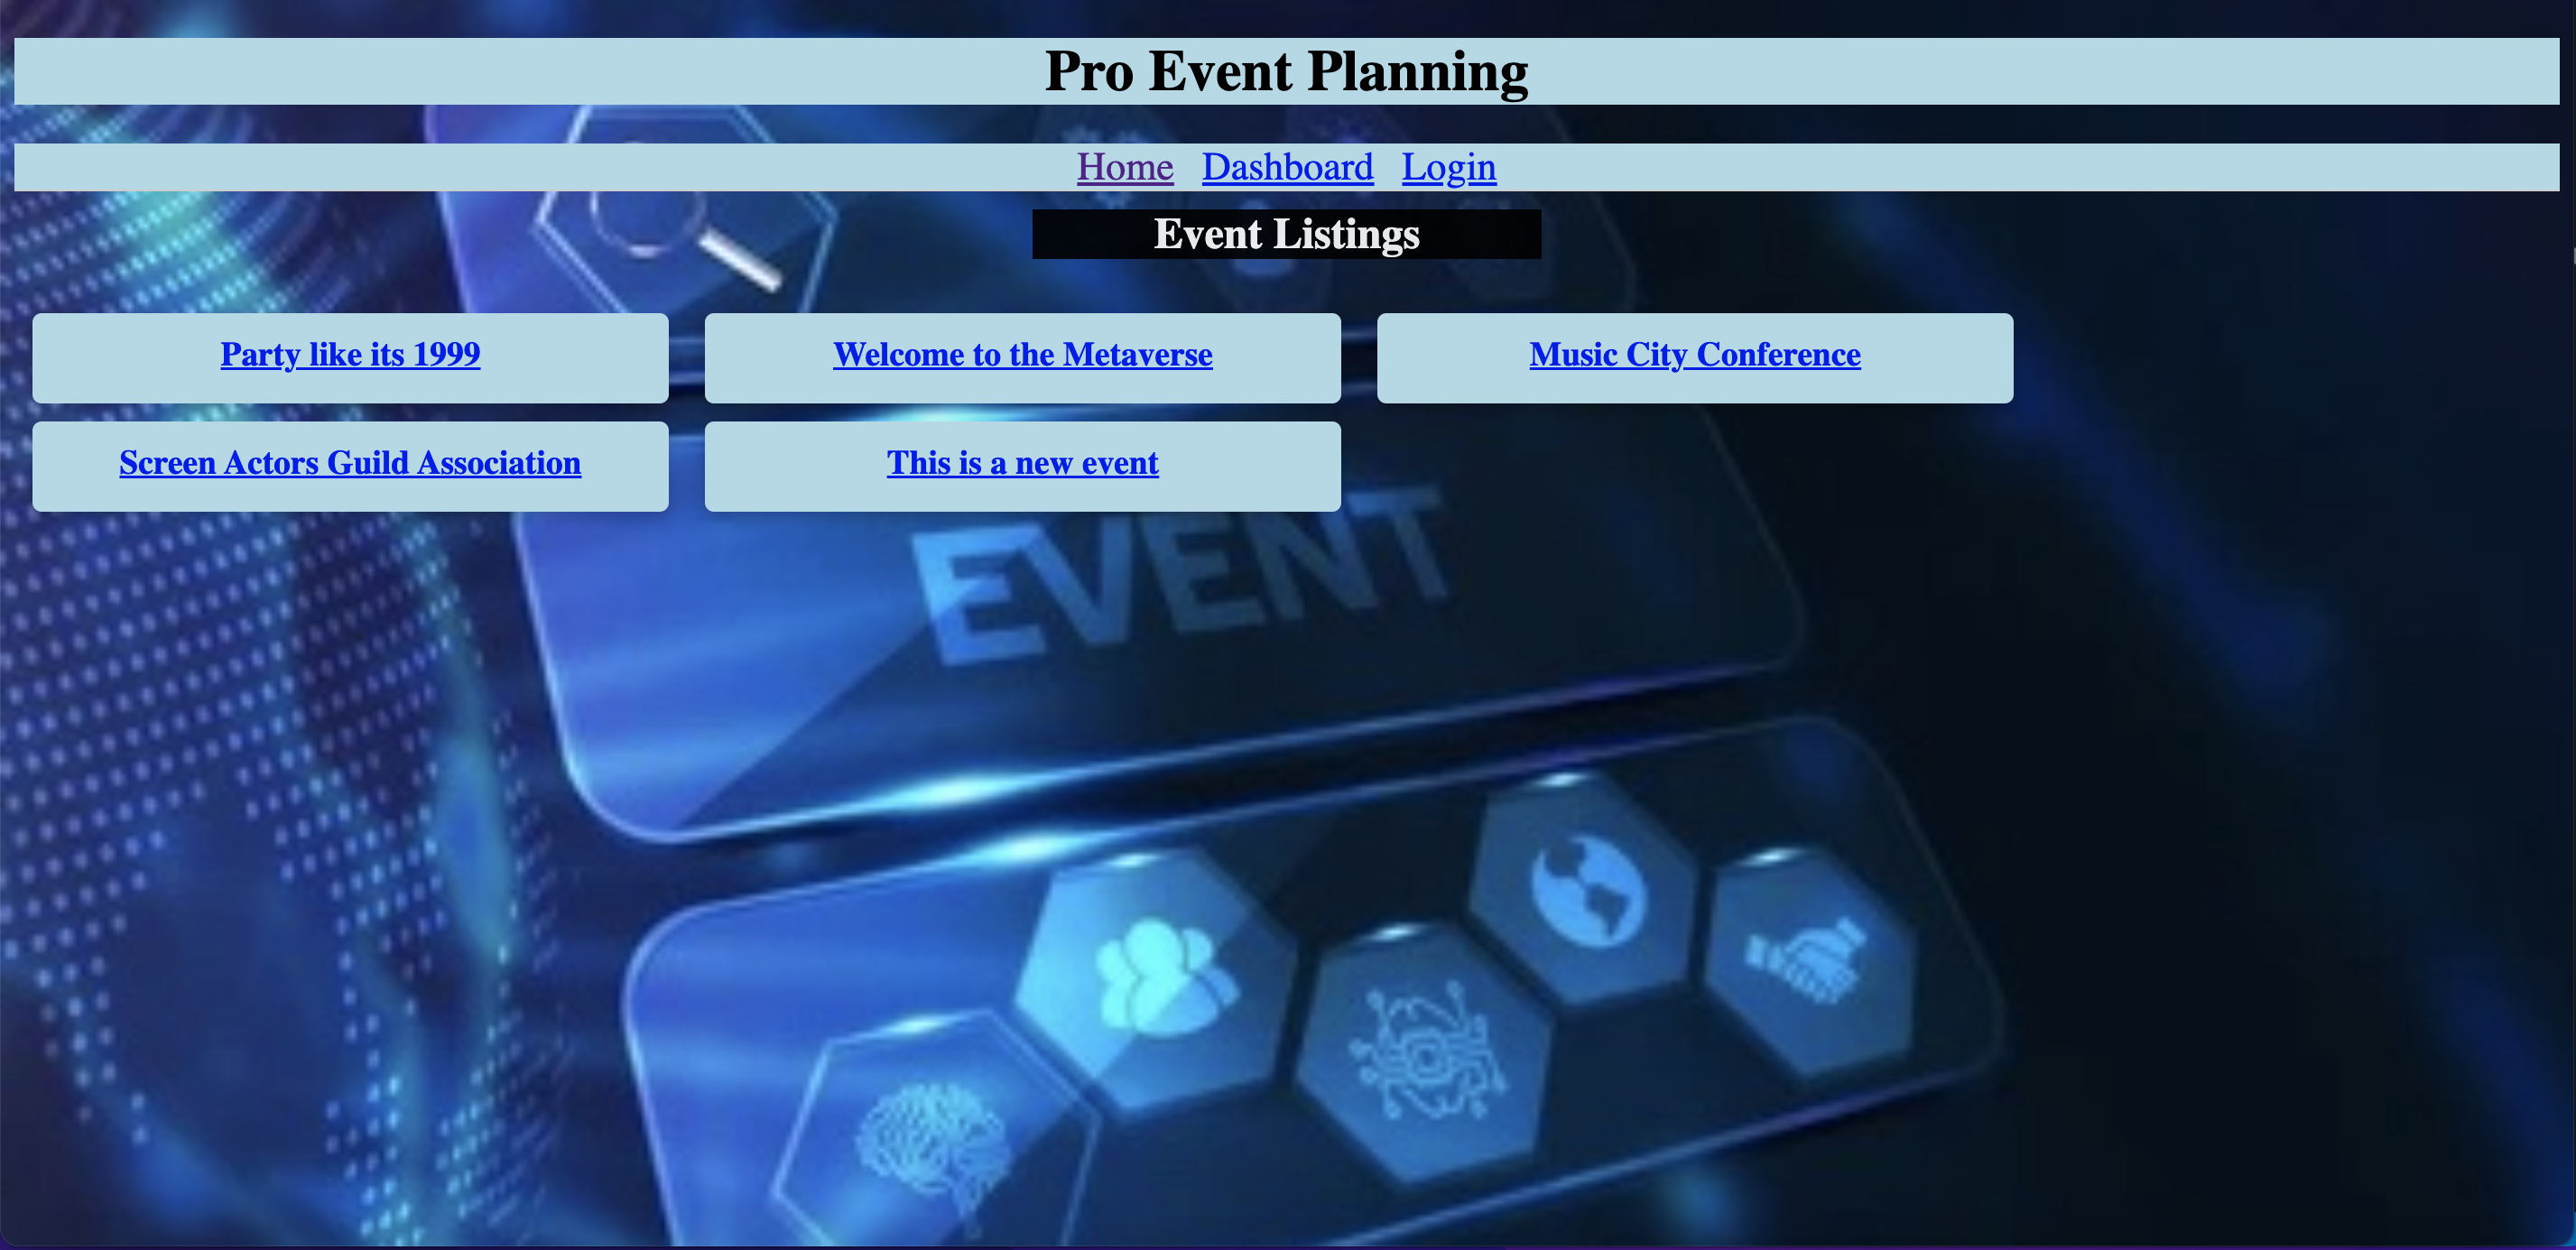 Pro Event Planning
Home Dashboard Login
Event Listings
Party like its 1999
Welcome to the Metaverse
Music City Conference
Screen Actors Guild Association
This is a new event
EVENT